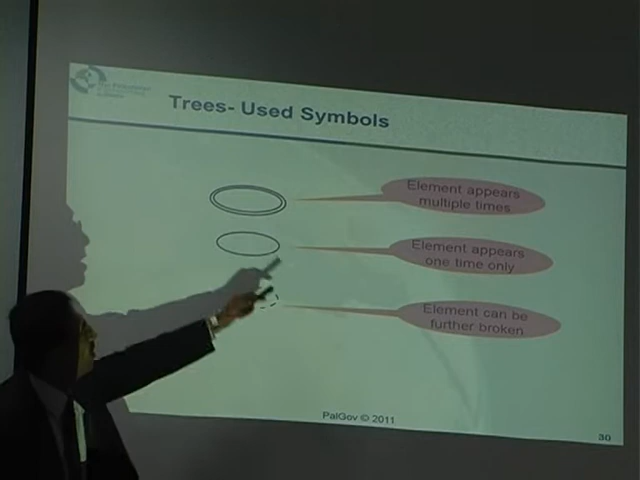 Trees- Used Symbols
Element appears
multiple times
Element appears
one time only
Element can be
further broken
PalGov © 2011
30